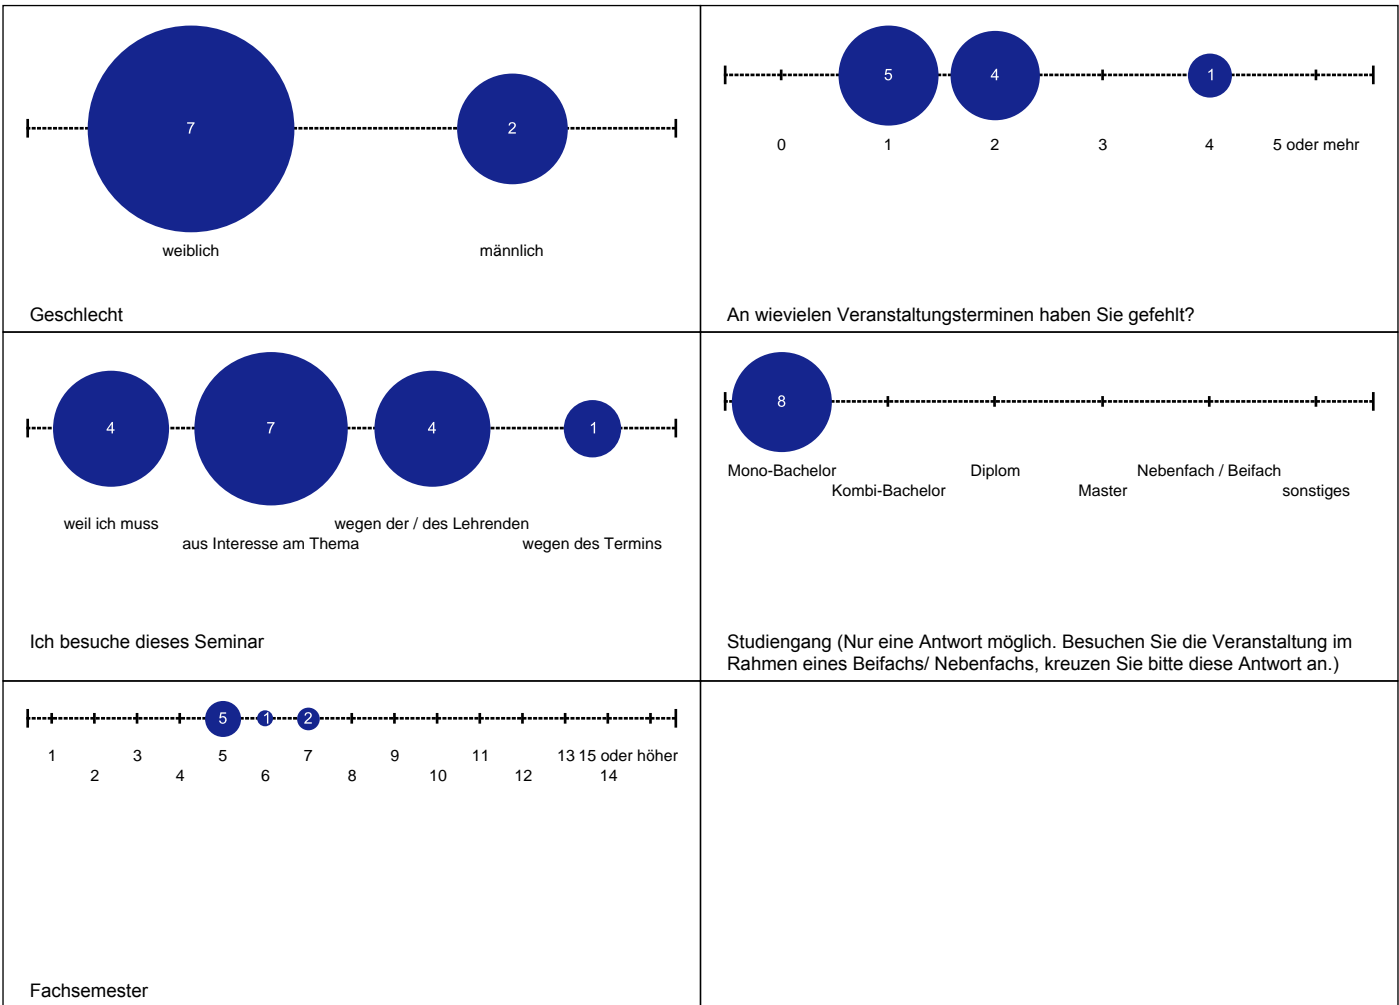 7
2
weiblich
männlich
Geschlecht
5
4
1
0
1
2
3
4
5 oder mehr
An wievielen Veranstaltungsterminen haben Sie gefehlt?
4
7
4
1
weil ich muss
wegen der / des Lehrenden
aus Interesse am Thema
wegen des Termins
Ich besuche dieses Seminar
8
Mono-Bachelor
Diplom
Nebenfach / Beifach
Kombi-Bachelor
Master
sonstiges
Studiengang (Nur eine Antwort möglich. Besuchen Sie die Veranstaltung im
Rahmen eines Beifachs/ Nebenfachs, kreuzen Sie bitte diese Antwort an.)
5
1
2
1
3
5
7
9
11
13
15 oder höher
2
4
6
8
10
12
14
Fachsemester